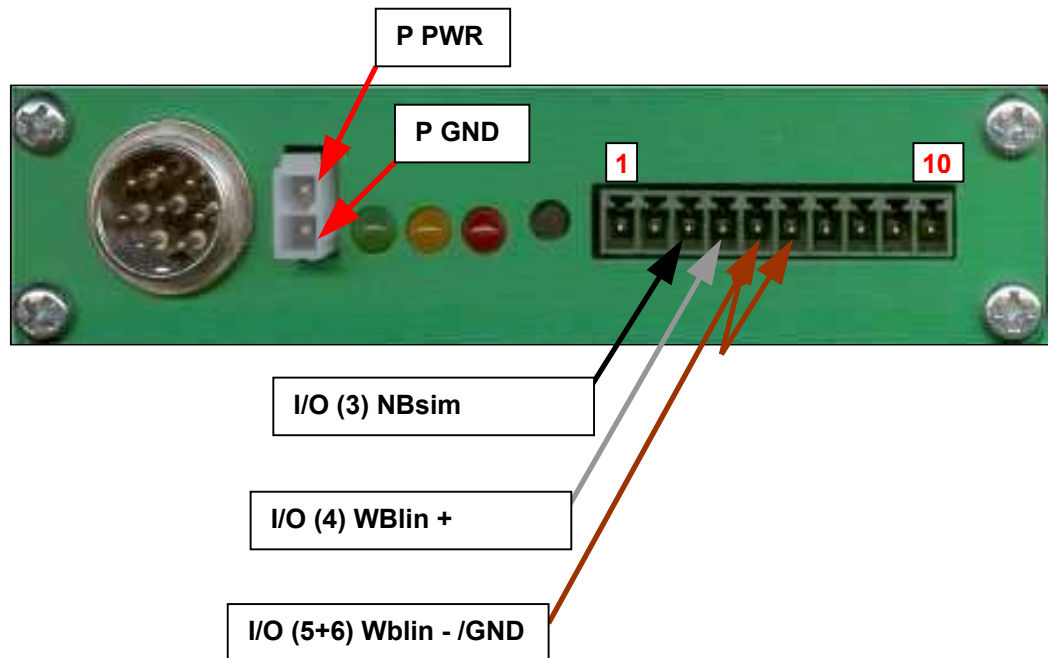 P PWR
P GND
1
10
I/O (3) NBsim
I/O (4) WBlin +
I/O (5+6) Wblin - /GND